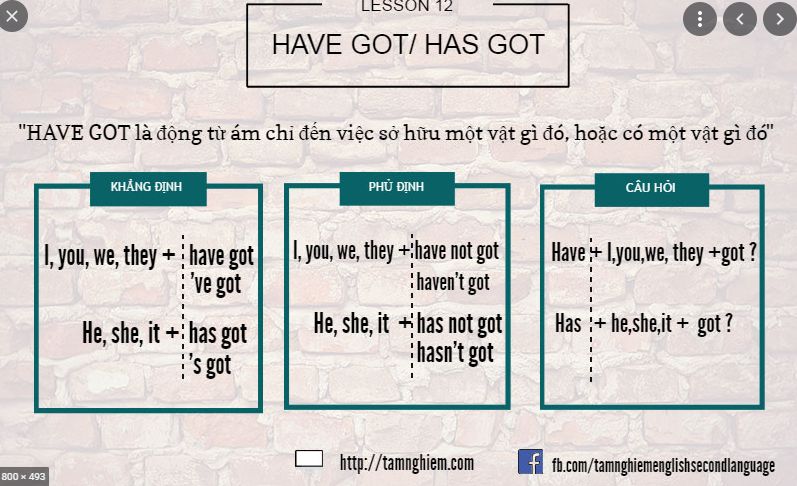 LESSON 12
HAVE GOT/ HAS GOT
"HAVE GOT là động từ ám chỉ đến việc sở hữu một vật gì đó, hoặc có một vật gì đó"
KHẲNG ĐỊNH
I, you, we, they + have got
've got
He, she, it + has got
's got
PHỦ ĐỊNH
I, you, we, they + have not got
haven't got
He, she, it + has not got
hasn't got
CÂU HỎI
Have + I,you,we, they +got ?
Has + he,she,it + got ?
http://tamnghiem.com
f fb.com/tamnghiemenglishsecondlanguage
800 × 493